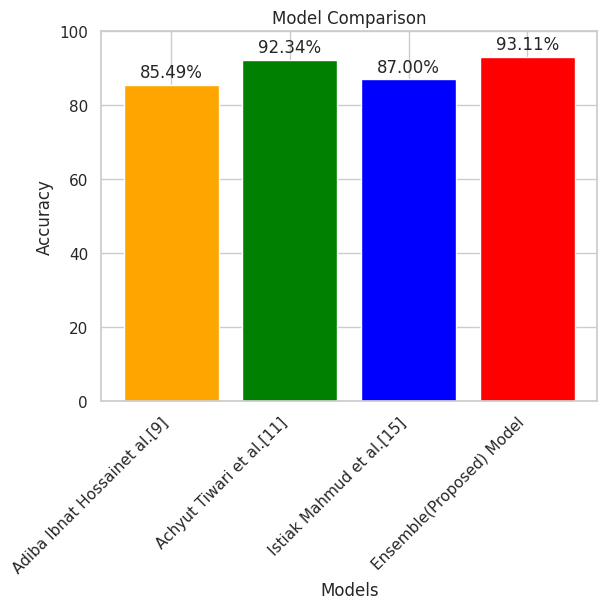 Model Comparison
100
80
60
40
20
0
Accuracy
85.49%
92.34%
87.00%
93.11%
Adiba Ibnat Hossainet al.[9]
Achyut Tiwari et al.[11]
Istiak Mahmud et al.[15]
Ensemble(Proposed) Model
Models